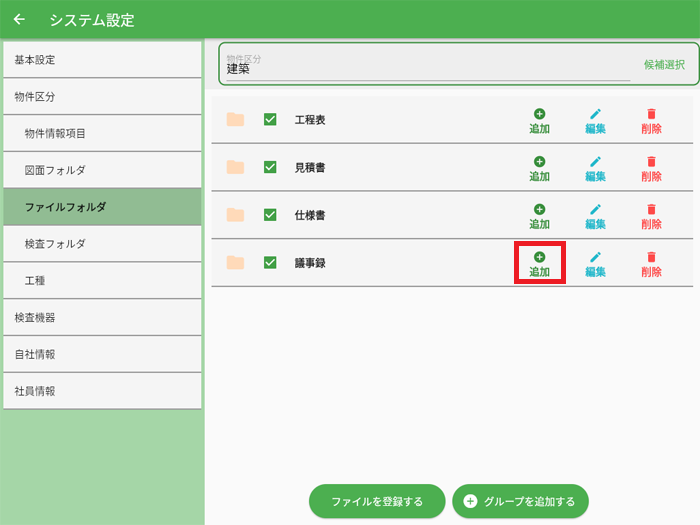 システム設定
基本設定
物件区分
物件情報項目
図面フォルダ
ファイルフォルダ
検査フォルダ
工種
検査機器
自社情報
社員情報
物件区分
建築
候補選択
工程表
追加
編集
削除
見積書
追加
編集
削除
仕様書
追加
編集
削除
議事録
追加
編集
削除
ファイルを登録する
グループを追加する